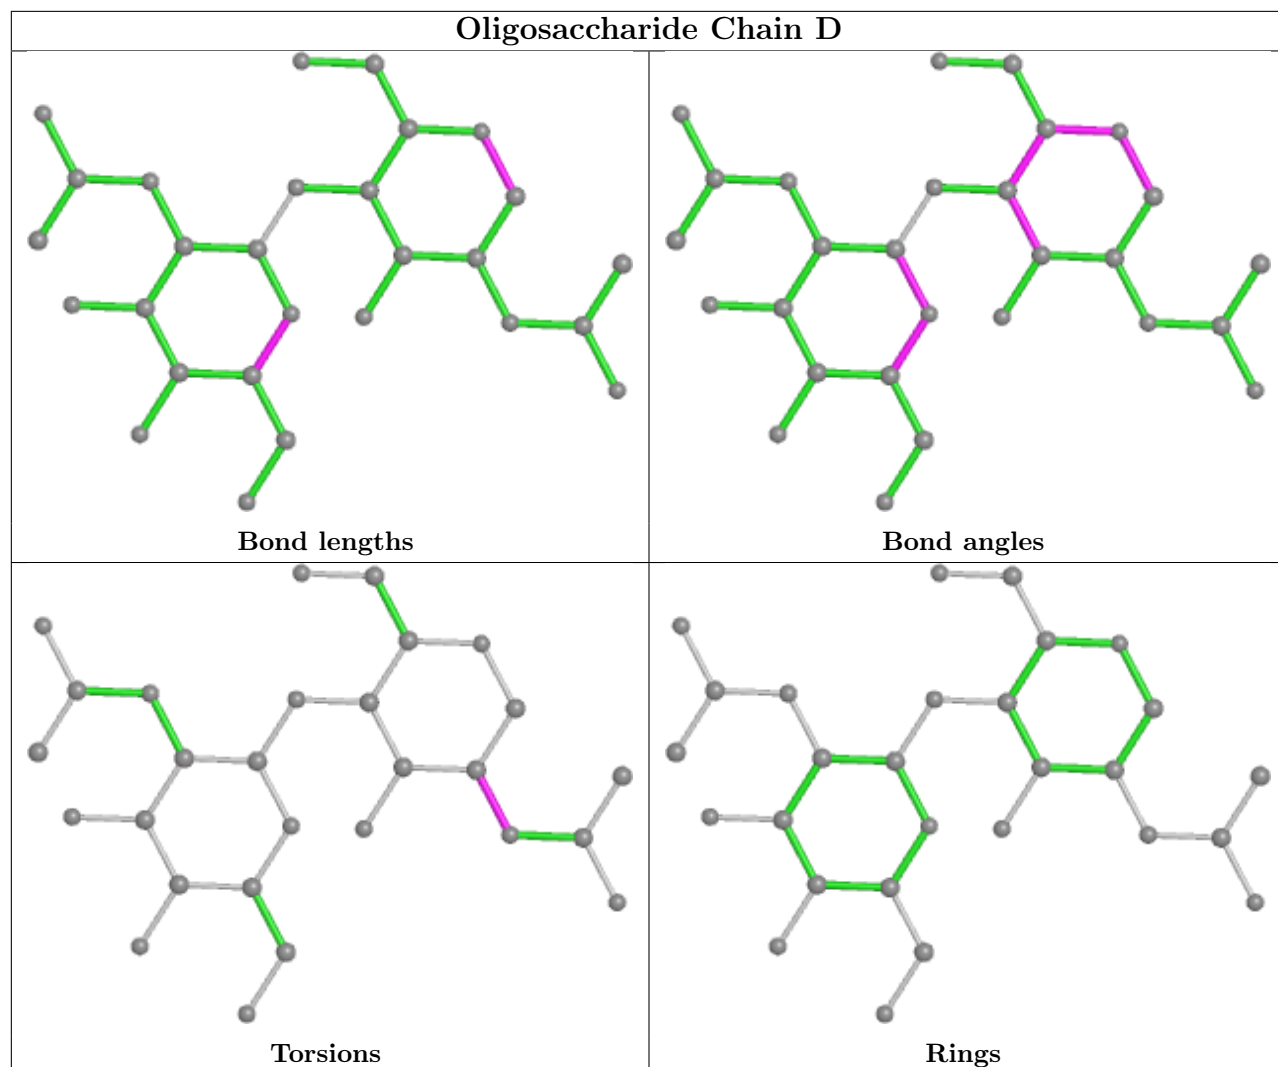 Oligosaccharide Chain D
Bond lengths
Bond angles
Torsions
Rings